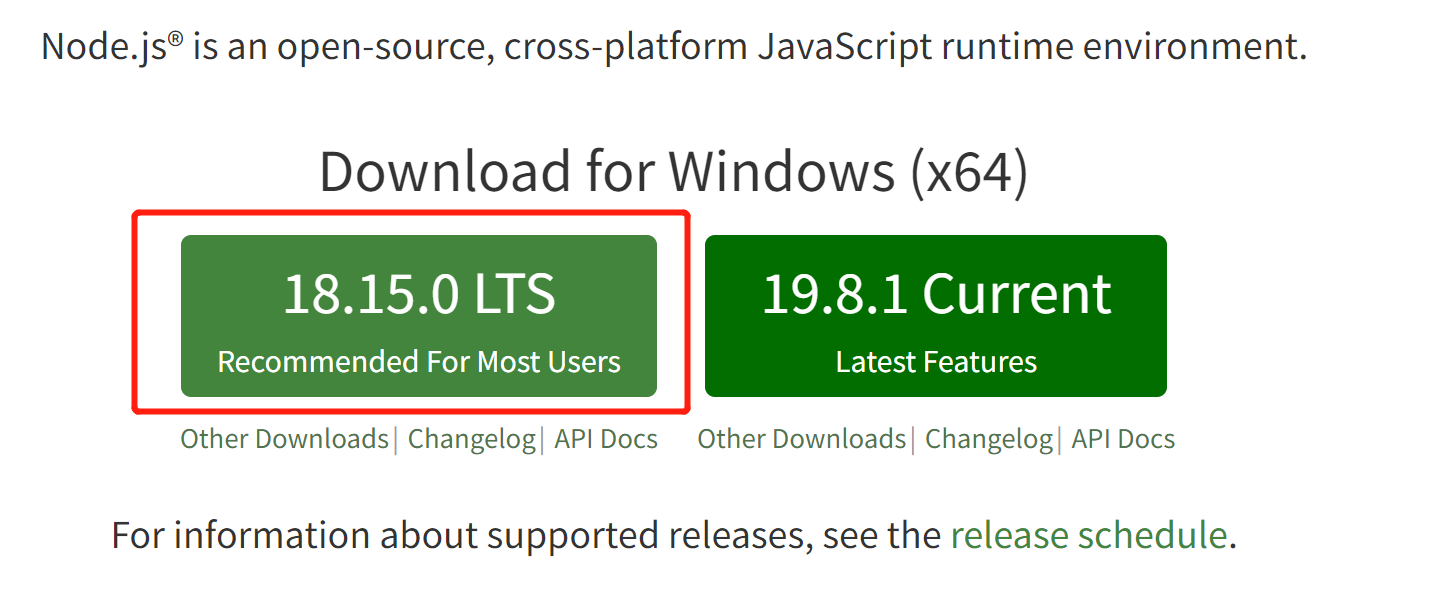 Node.js® is an open-source, cross-platform JavaScript runtime environment.
Download for Windows (x64)
18.15.0 LTS
Recommended For Most Users
19.8.1 Current
Latest Features
Other Downloads| Changelog| API Docs
Other Downloads| Changelog| API Docs
For information about supported releases, see the release schedule.